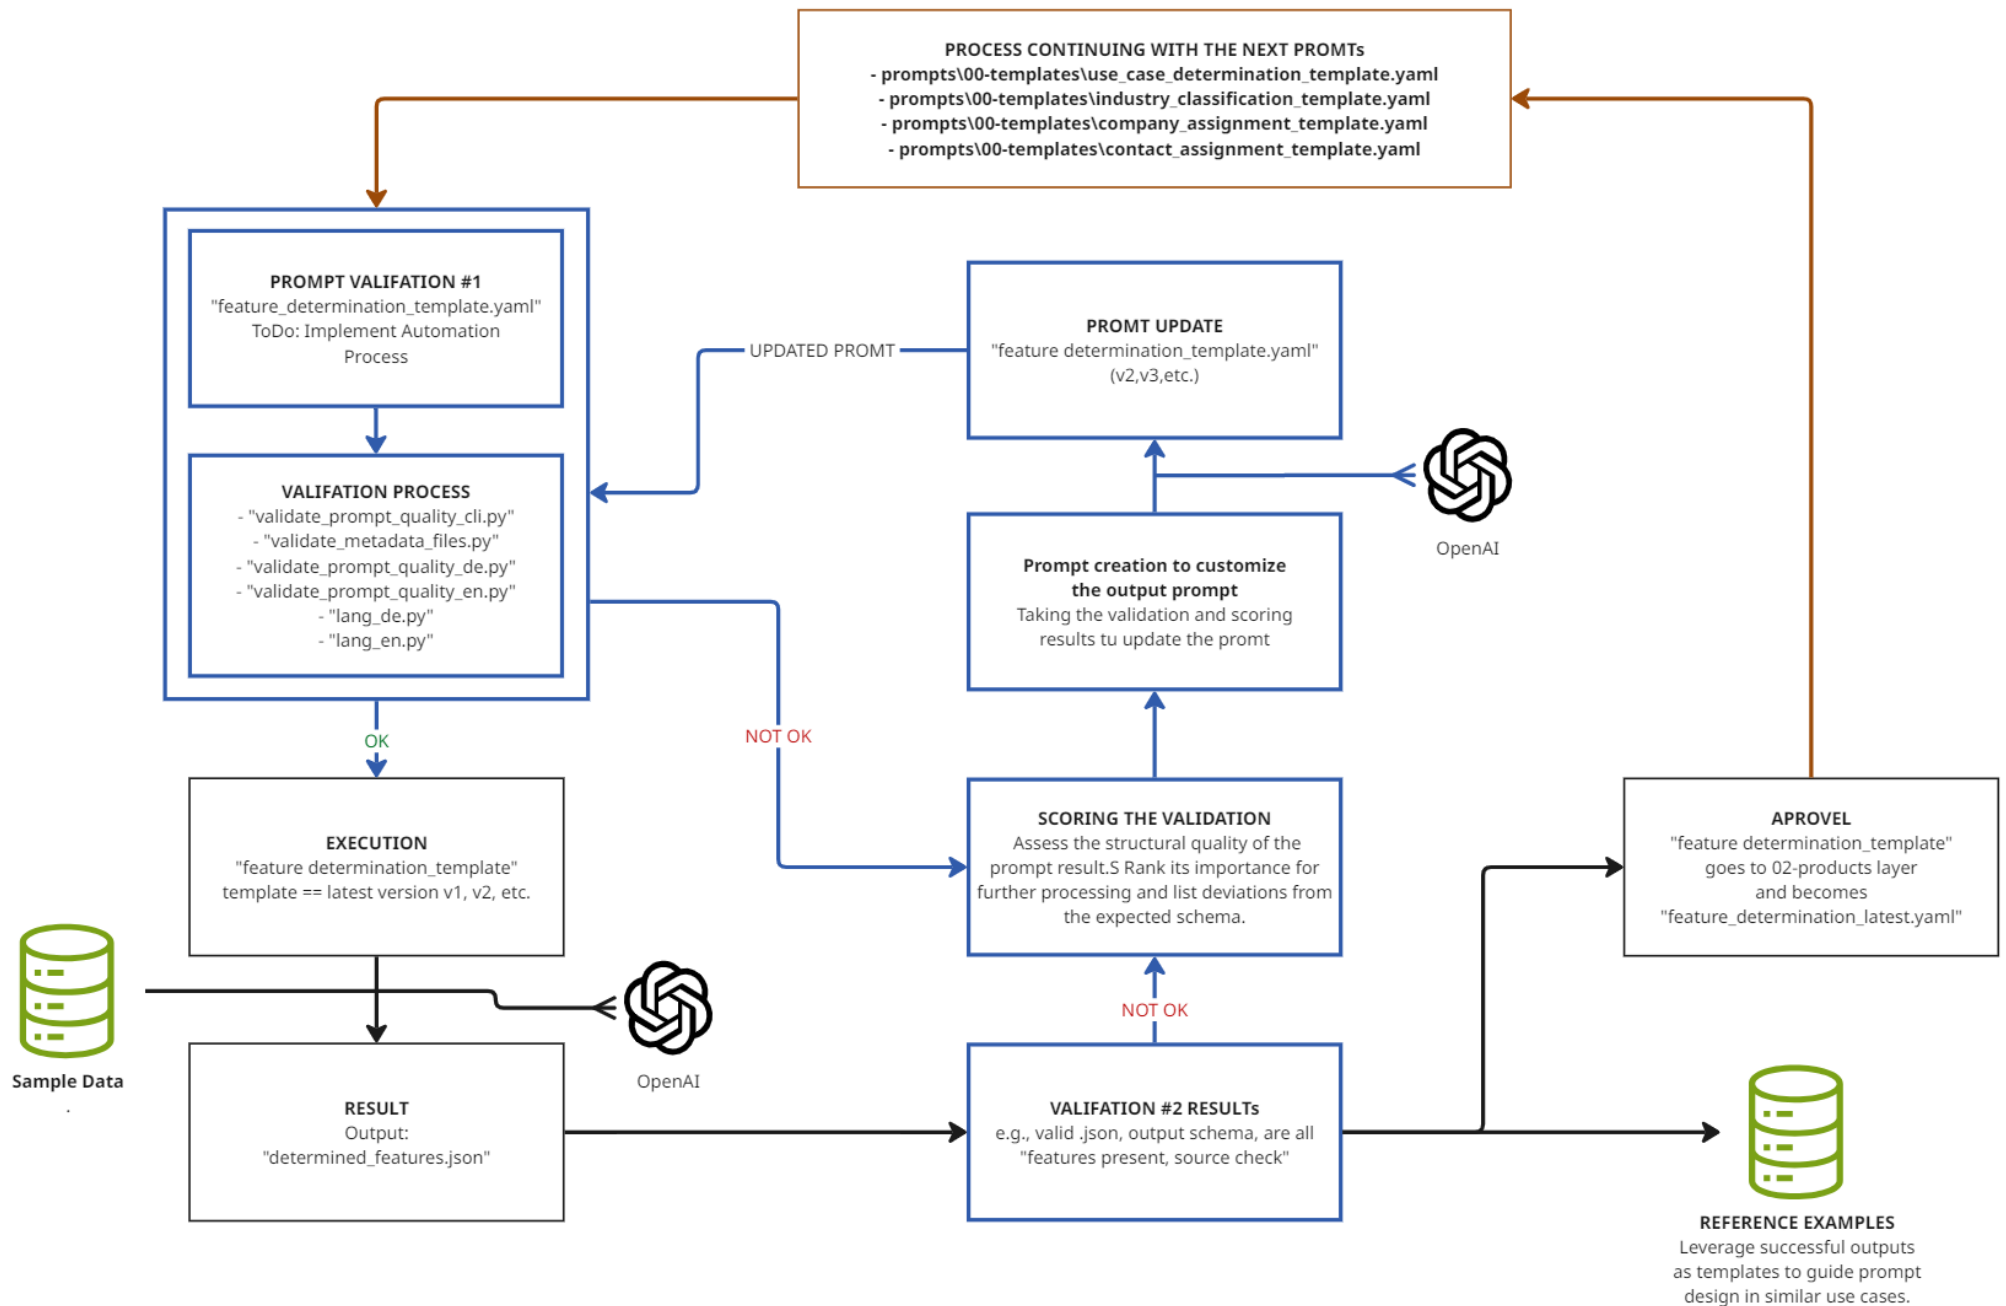 PROCESS CONTINUING WITH THE NEXT PROMTs
- prompts\00-templates\use_case_determination_template.yaml
- prompts\00-templates\industry_classification_template.yaml
- prompts\00-templates\company_assignment_template.yaml
- prompts\00-templates\contact_assignment_template.yaml
PROMPT VALIFATION #1
"feature_determination_template.yaml"
ToDo: Implement Automation
Process
PROMT UPDATE
"feature determination_template.yaml"
(v2,v3,etc.)
UPDATED PROMT
VALIFATION PROCESS
- "validate_prompt_quality_cli.py"
- "validate_metadata_files.py"
- "validate_prompt_quality_de.py"
- "validate_prompt_quality_en.py"
- "lang_de.py"
- "lang_en.py"
OpenAI
Prompt creation to customize
the output prompt
Taking the validation and scoring
results tu update the promt
OK
NOT OK
EXECUTION
"feature determination_template"
template == latest version v1, v2, etc.
SCORING THE VALIDATION
Assess the structural quality of the
prompt result.S Rank its importance for
further processing and list deviations from
the expected schema.
APROVEL
"feature determination_template"
goes to 02-products layer
and becomes
"feature_determination_latest.yaml"
NOT OK
Sample Data
.
OpenAI
RESULT
Output:
"determined_features.json"
VALIFATION #2 RESULTs
e.g., valid .json, output schema, are all
"features present, source check"
REFERENCE EXAMPLES
Leverage successful outputs
as templates to guide prompt
design in similar use cases.